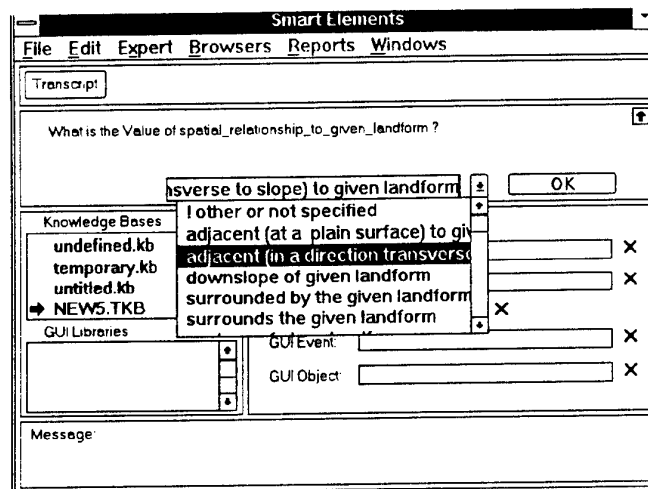 Smart Elements
File Edit Expert Browsers Reports Windows
Transcript
What is the Value of spatial_relationship_to_given_landform ?
nsverse to slope) to given landform
OK
! other or not specified
adjacent (at a plain surface) to giv
adjacent (in a direction transverse
downslope of given landform
surrounded by the given landform
surrounds the given landform
Knowledge Bases
undefined.kb
temporary.kb
untitled.kb
NEW5.TKB
GUI Libraries
GUI Event:
GUI Object:
Message: